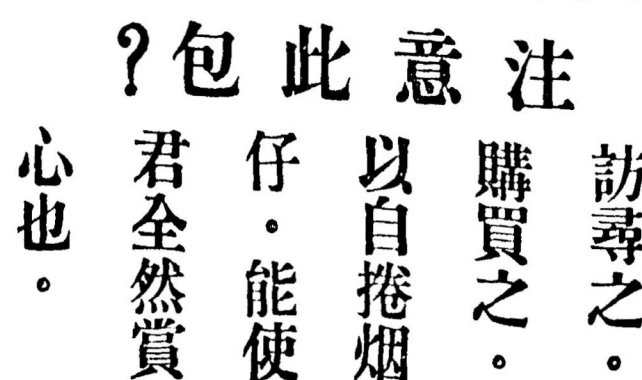 注意此包?
訪尋之。
購買之。
以自捲烟
仔。能使
君全然賞
心也。